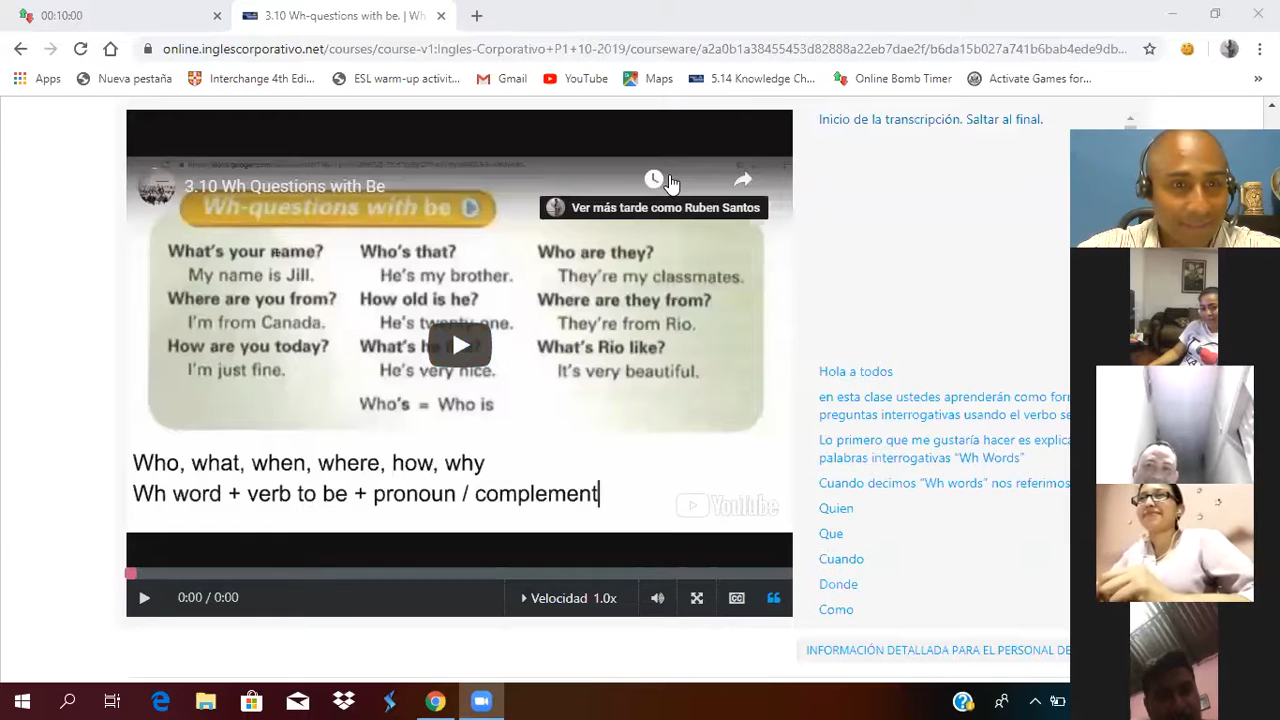 00:10:00
3.10 Wh-questions with be. | Wh
online.inglescorporativo.net/courses/course-v1:Ingles-Corporativo+P1+10-2019/courseware/a2a0b1a38455453d82888a22eb7dae2f/b6da15b027a741b6bab4ede9db...
Apps Nueva pestaña Interchange 4th Edi... ESL warm-up activit... Gmail YouTube Maps 5.14 Knowledge Ch... Online Bomb Timer Activate Games for... »
3.10 Wh Questions with Be
Ver más tarde como Ruben Santos
Wh-questions with be
What's your name? Who's that? Who are they?
My name is Jill. He's my brother. They're my classmates.
Where are you from? How old is he? Where are they from?
I'm from Canada. He's twenty-one. They're from Rio.
How are you today? What's he What's Rio like?
I'm just fine. He's very nice. It's very beautiful.
Who's = Who is
Who, what, when, where, how, why
Wh word + verb to be + pronoun / complement
YouTube
0:00 / 0:00
Velocidad 1.0x
Inicio de la transcripción. Saltar al final.
Hola a todos
en esta clase ustedes aprenderán como for
preguntas interrogativas usando el verbo se
Lo primero que me gustaría hacer es explica
palabras interrogativas "Wh Words"
Cuando decimos "Wh words" nos referimos
Quien
Que
Cuando
Donde
Como
INFORMACIÓN DETALLADA PARA EL PERSONAL DE